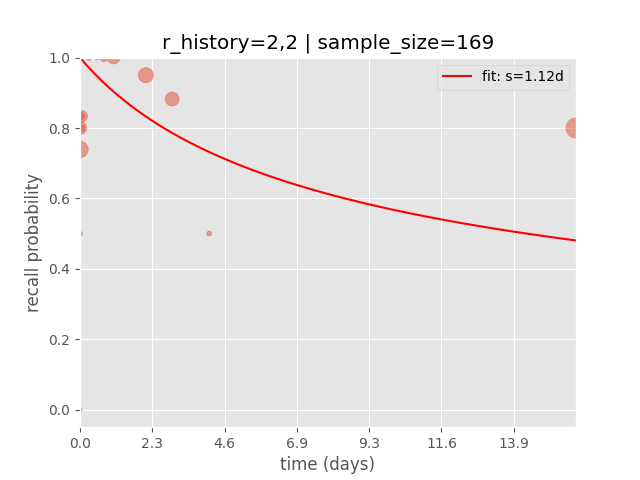 r_history=2,2 | sample_size=169
fit: s=1.12d
1.0
0.8
0.6
0.4
0.2
0.0
recall probability
0.0 2.3 4.6 6.9 9.3 11.6 13.9
time (days)